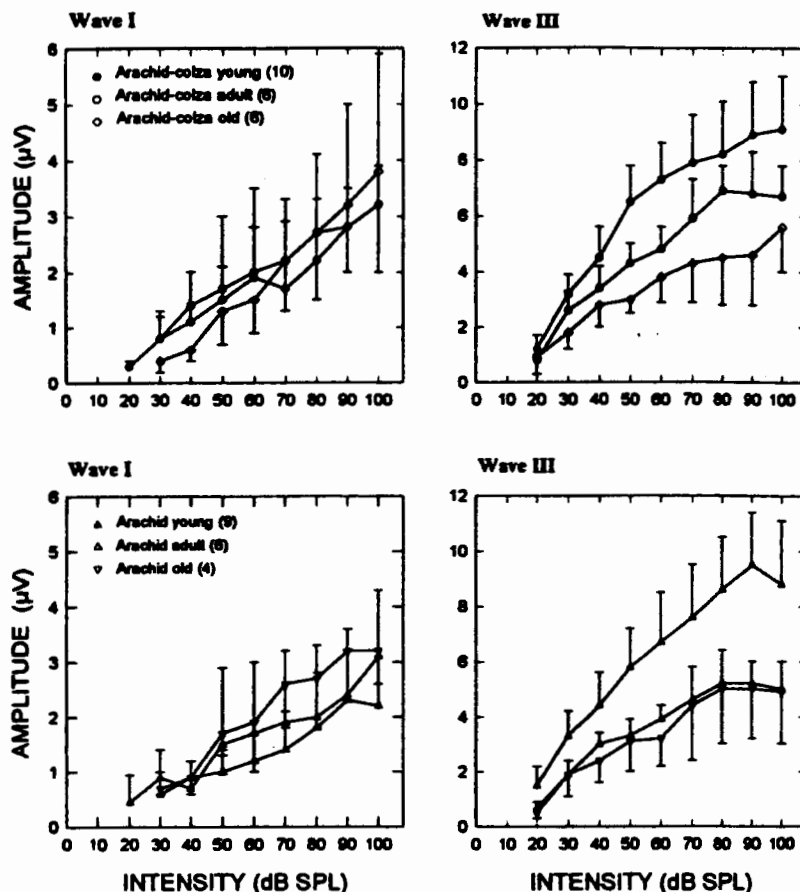 Wave I
Wave III
6
5
4
3
2
1
0
AMPLITUDE (µV)
Arachid-colza young (10)
Arachid-colza adult (6)
Arachid-colza old (6)
0 10 20 30 40 50 60 70 80 90 100
12
10
8
6
4
2
0
0 10 20 30 40 50 60 70 80 90 100
Wave I
Wave III
6
5
4
3
2
1
0
AMPLITUDE (µV)
Arachid young (9)
Arachid adult (6)
Arachid old (4)
0 10 20 30 40 50 60 70 80 90 100
INTENSITY (dB SPL)
12
10
8
6
4
2
0
0 10 20 30 40 50 60 70 80 90 100
INTENSITY (dB SPL)